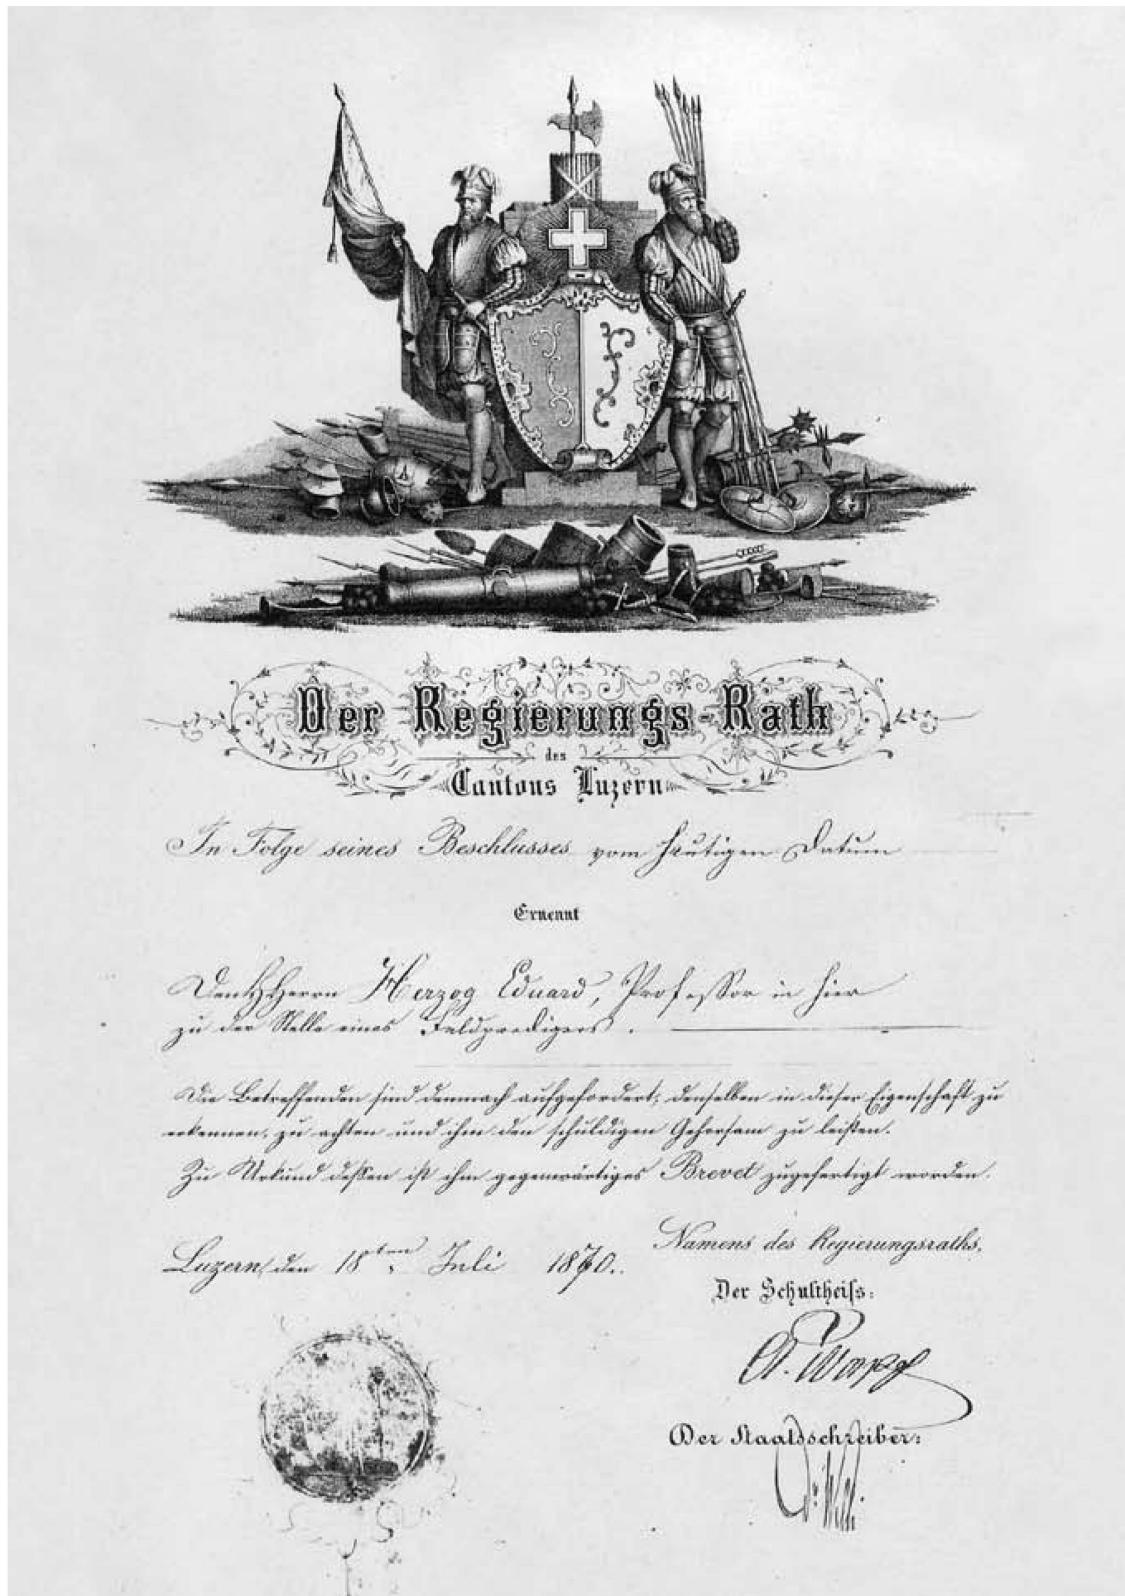 Der Regierungs-Rath
des
Cantons Luzern
In Folge seines Beschlusses vom heutigen Datum
Ernennt
Den HHerrn Herzog Eduard, Professor in hier
zu der Stelle eines Feldpredigers.
Die Betreffenden sind demnach aufgefordert, denselben in dieser Eigenschaft zu
erkennen, zu achten und ihm den schuldigen Gehorsam zu leisten.
Zu Urkund dessen ist ihm gegenwärtiges Brevet zugefertigt worden.
Luzern, den 18ten Juli 1870.
Namens des Regierungsraths,
Der Schultheiſs:
Der Staatsschreiber: